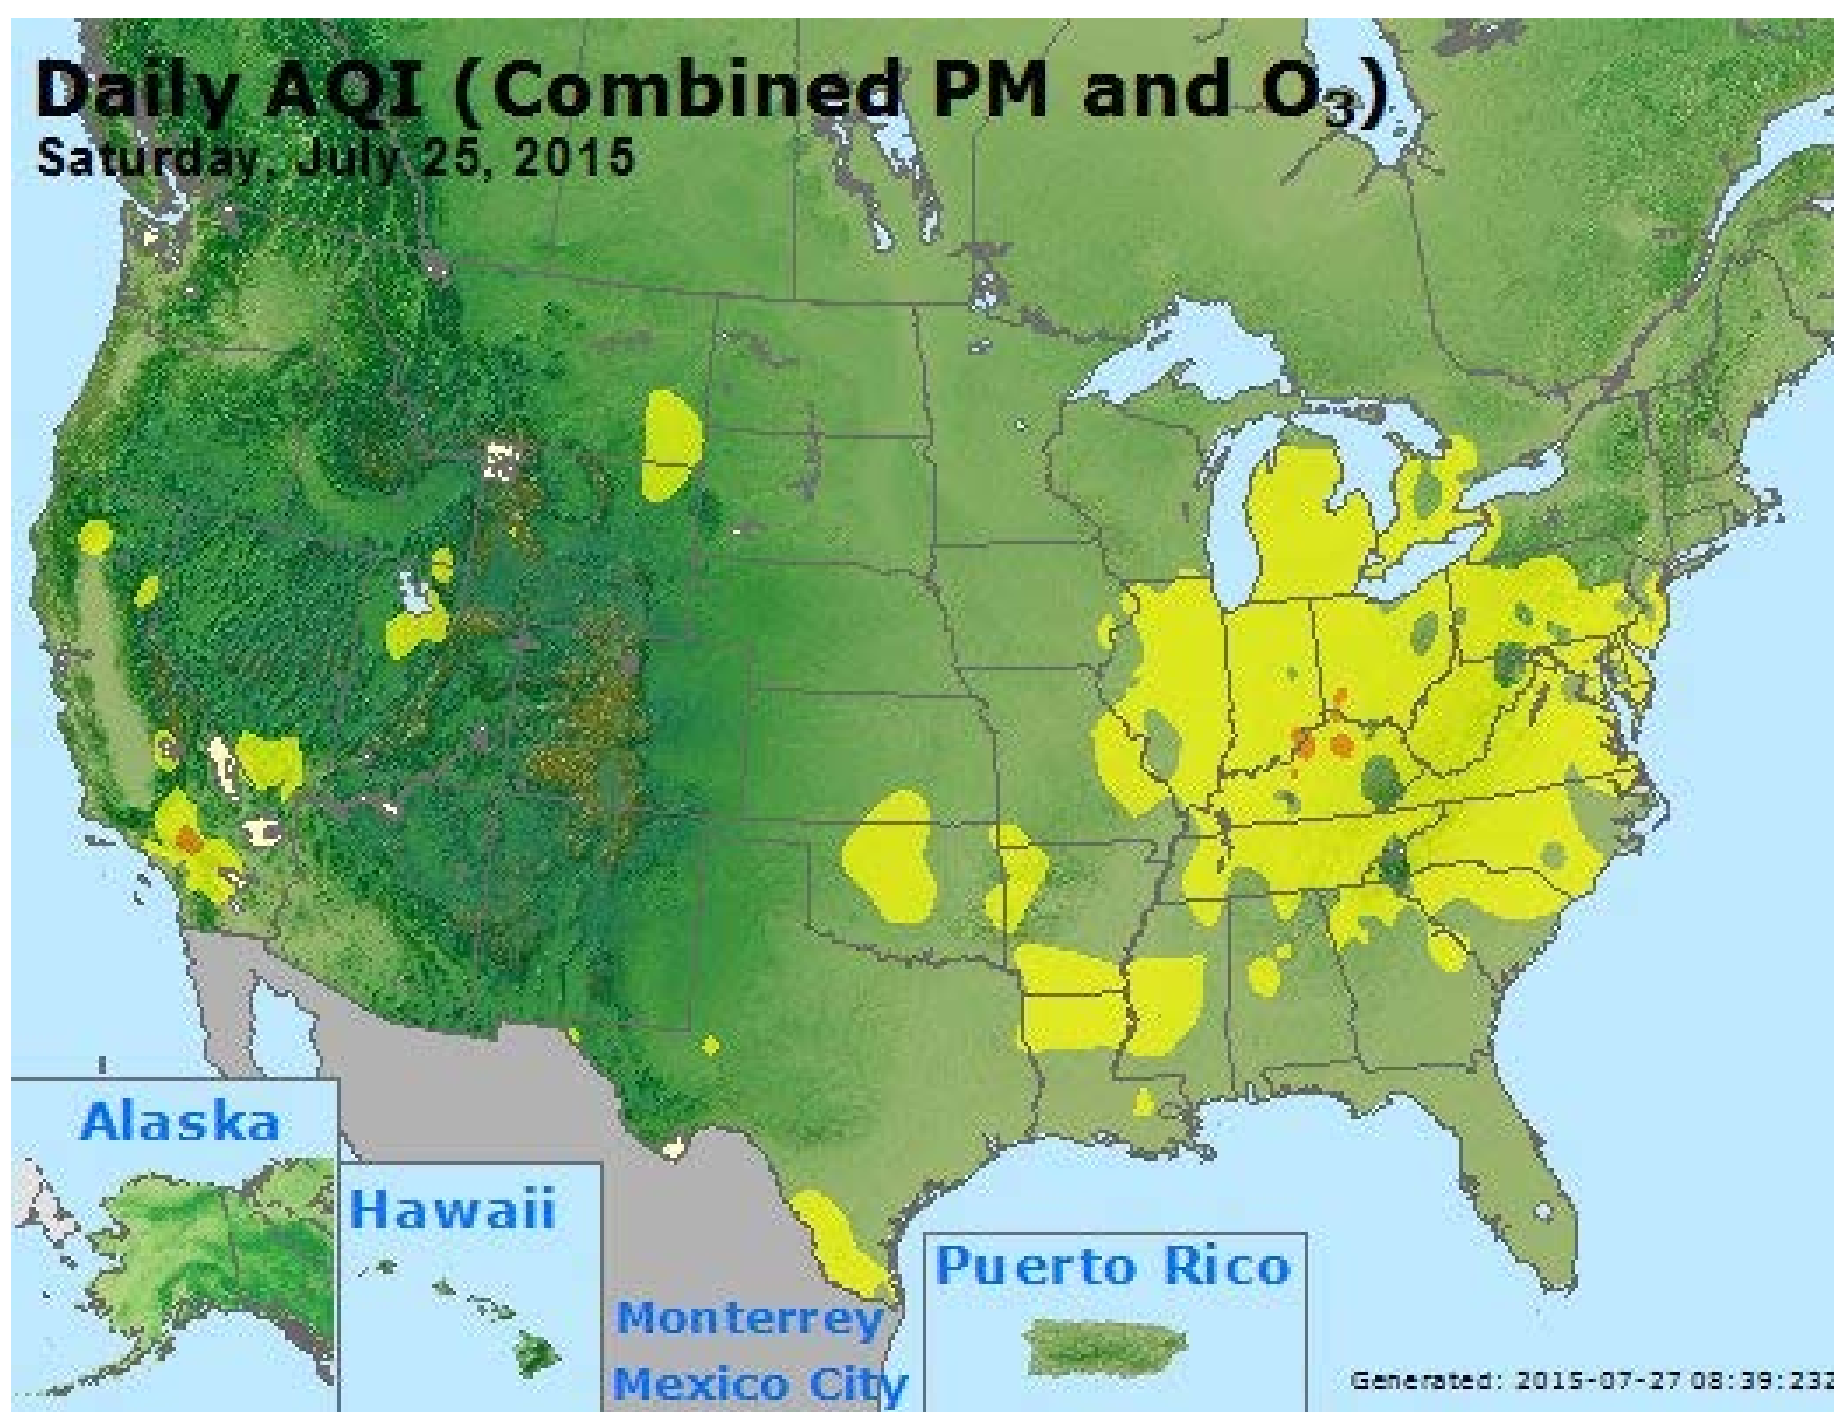 Daily AQI (Combined PM and O₃)
Saturday, July 25, 2015
Alaska
Hawaii
Monterrey
Mexico City
Puerto Rico
Generated: 2015-07-27 08:39:23Z